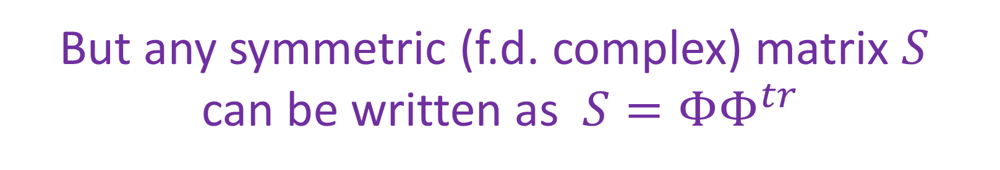 But any symmetric (f.d. complex) matrix 𝑆
can be written as 𝑆 = ΦΦ^{𝑡𝑟}